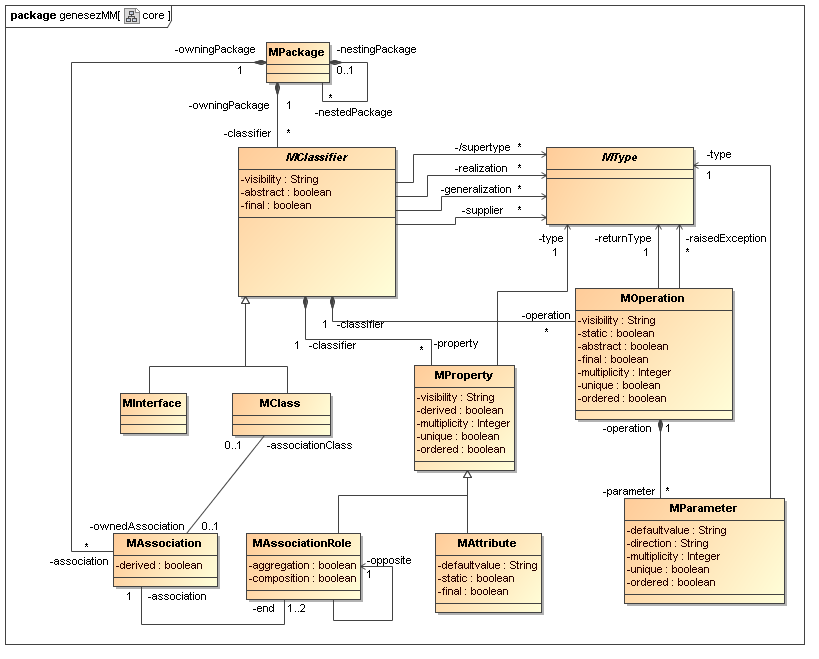 package genesezMM[ core ]
-owningPackage
1
MPackage
-nestingPackage
0..1
*
-nestedPackage
-owningPackage
1
-classifier
*
MClassifier
-visibility : String
-abstract : boolean
-final : boolean
-/supertype *
-realization *
-generalization *
-supplier *
MType
-type
1
-type
1
-returnType
1
-raisedException
*
MOperation
-visibility : String
-static : boolean
-abstract : boolean
-final : boolean
-multiplicity : Integer
-unique : boolean
-ordered : boolean
-operation
*
1 -classifier
1 -classifier
*
-property
MProperty
-visibility : String
-derived : boolean
-multiplicity : Integer
-unique : boolean
-ordered : boolean
MInterface
MClass
0..1
-associationClass
-operation 1
-parameter *
MParameter
-defaultvalue : String
-direction : String
-multiplicity : Integer
-unique : boolean
-ordered : boolean
-ownedAssociation 0..1
*
-association
MAssociation
-derived : boolean
1
-association
MAssociationRole
-aggregation : boolean
-composition : boolean
-opposite
1
-end 1..2
MAttribute
-defaultvalue : String
-static : boolean
-final : boolean